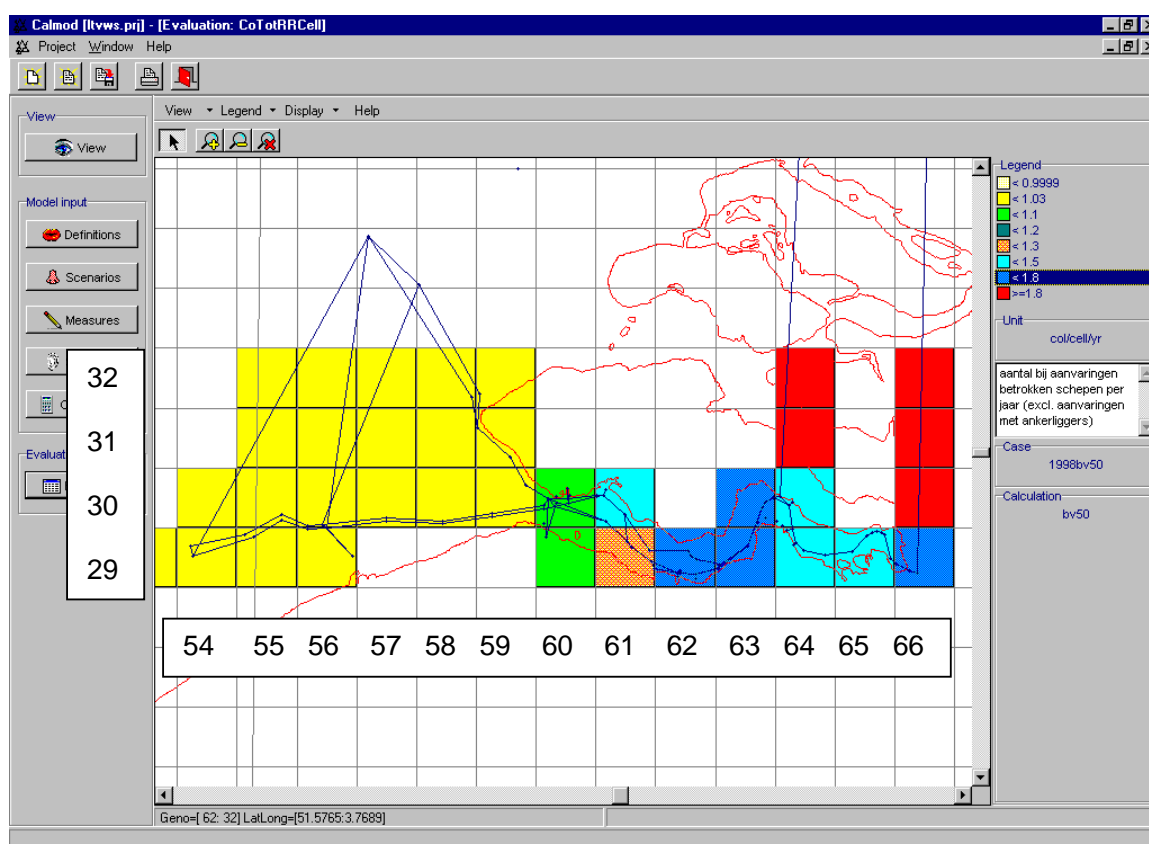 Calmod [ltvws.prj] - [Evaluation: CoTotRRCell]
Project Window Help
View
View
Model input
Definitions
Scenarios
Measures
Evaluat
View Legend Display Help
32
31
30
29
54 55 56 57 58 59 60 61 62 63 64 65 66
D
Legend
< 0.9999
< 1.03
< 1.1
< 1.2
< 1.3
< 1.5
< 1.8
>=1.8
Unit
col/cell/yr
aantal bij aanvaringen
betrokken schepen per
jaar (excl. aanvaringen
met ankerliggers)
Case
1998bv50
Calculation
bv50
Geno=[ 62: 32] LatLong=[51.5765:3.7689]